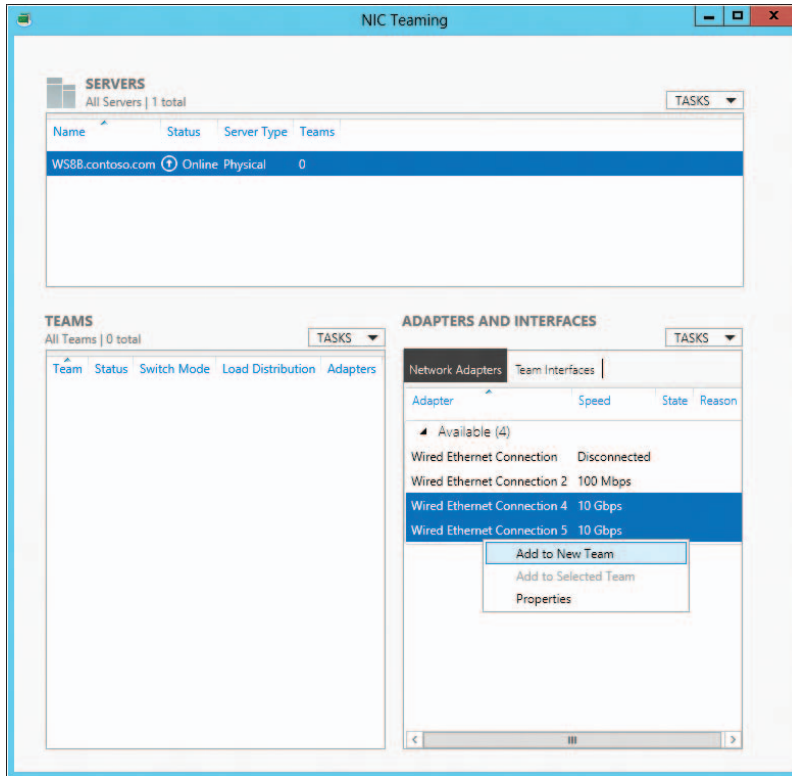 NIC Teaming
SERVERS
All Servers | 1 total
TASKS
Name Status Server Type Teams
WS8B.contoso.com Online Physical 0
TEAMS
All Teams | 0 total
TASKS
Team Status Switch Mode Load Distribution Adapters
ADAPTERS AND INTERFACES
TASKS
Network Adapters Team Interfaces
Adapter Speed State Reason
Available (4)
Wired Ethernet Connection Disconnected
Wired Ethernet Connection 2 100 Mbps
Wired Ethernet Connection 4 10 Gbps
Wired Ethernet Connection 5 10 Gbps
Add to New Team
Add to Selected Team
Properties